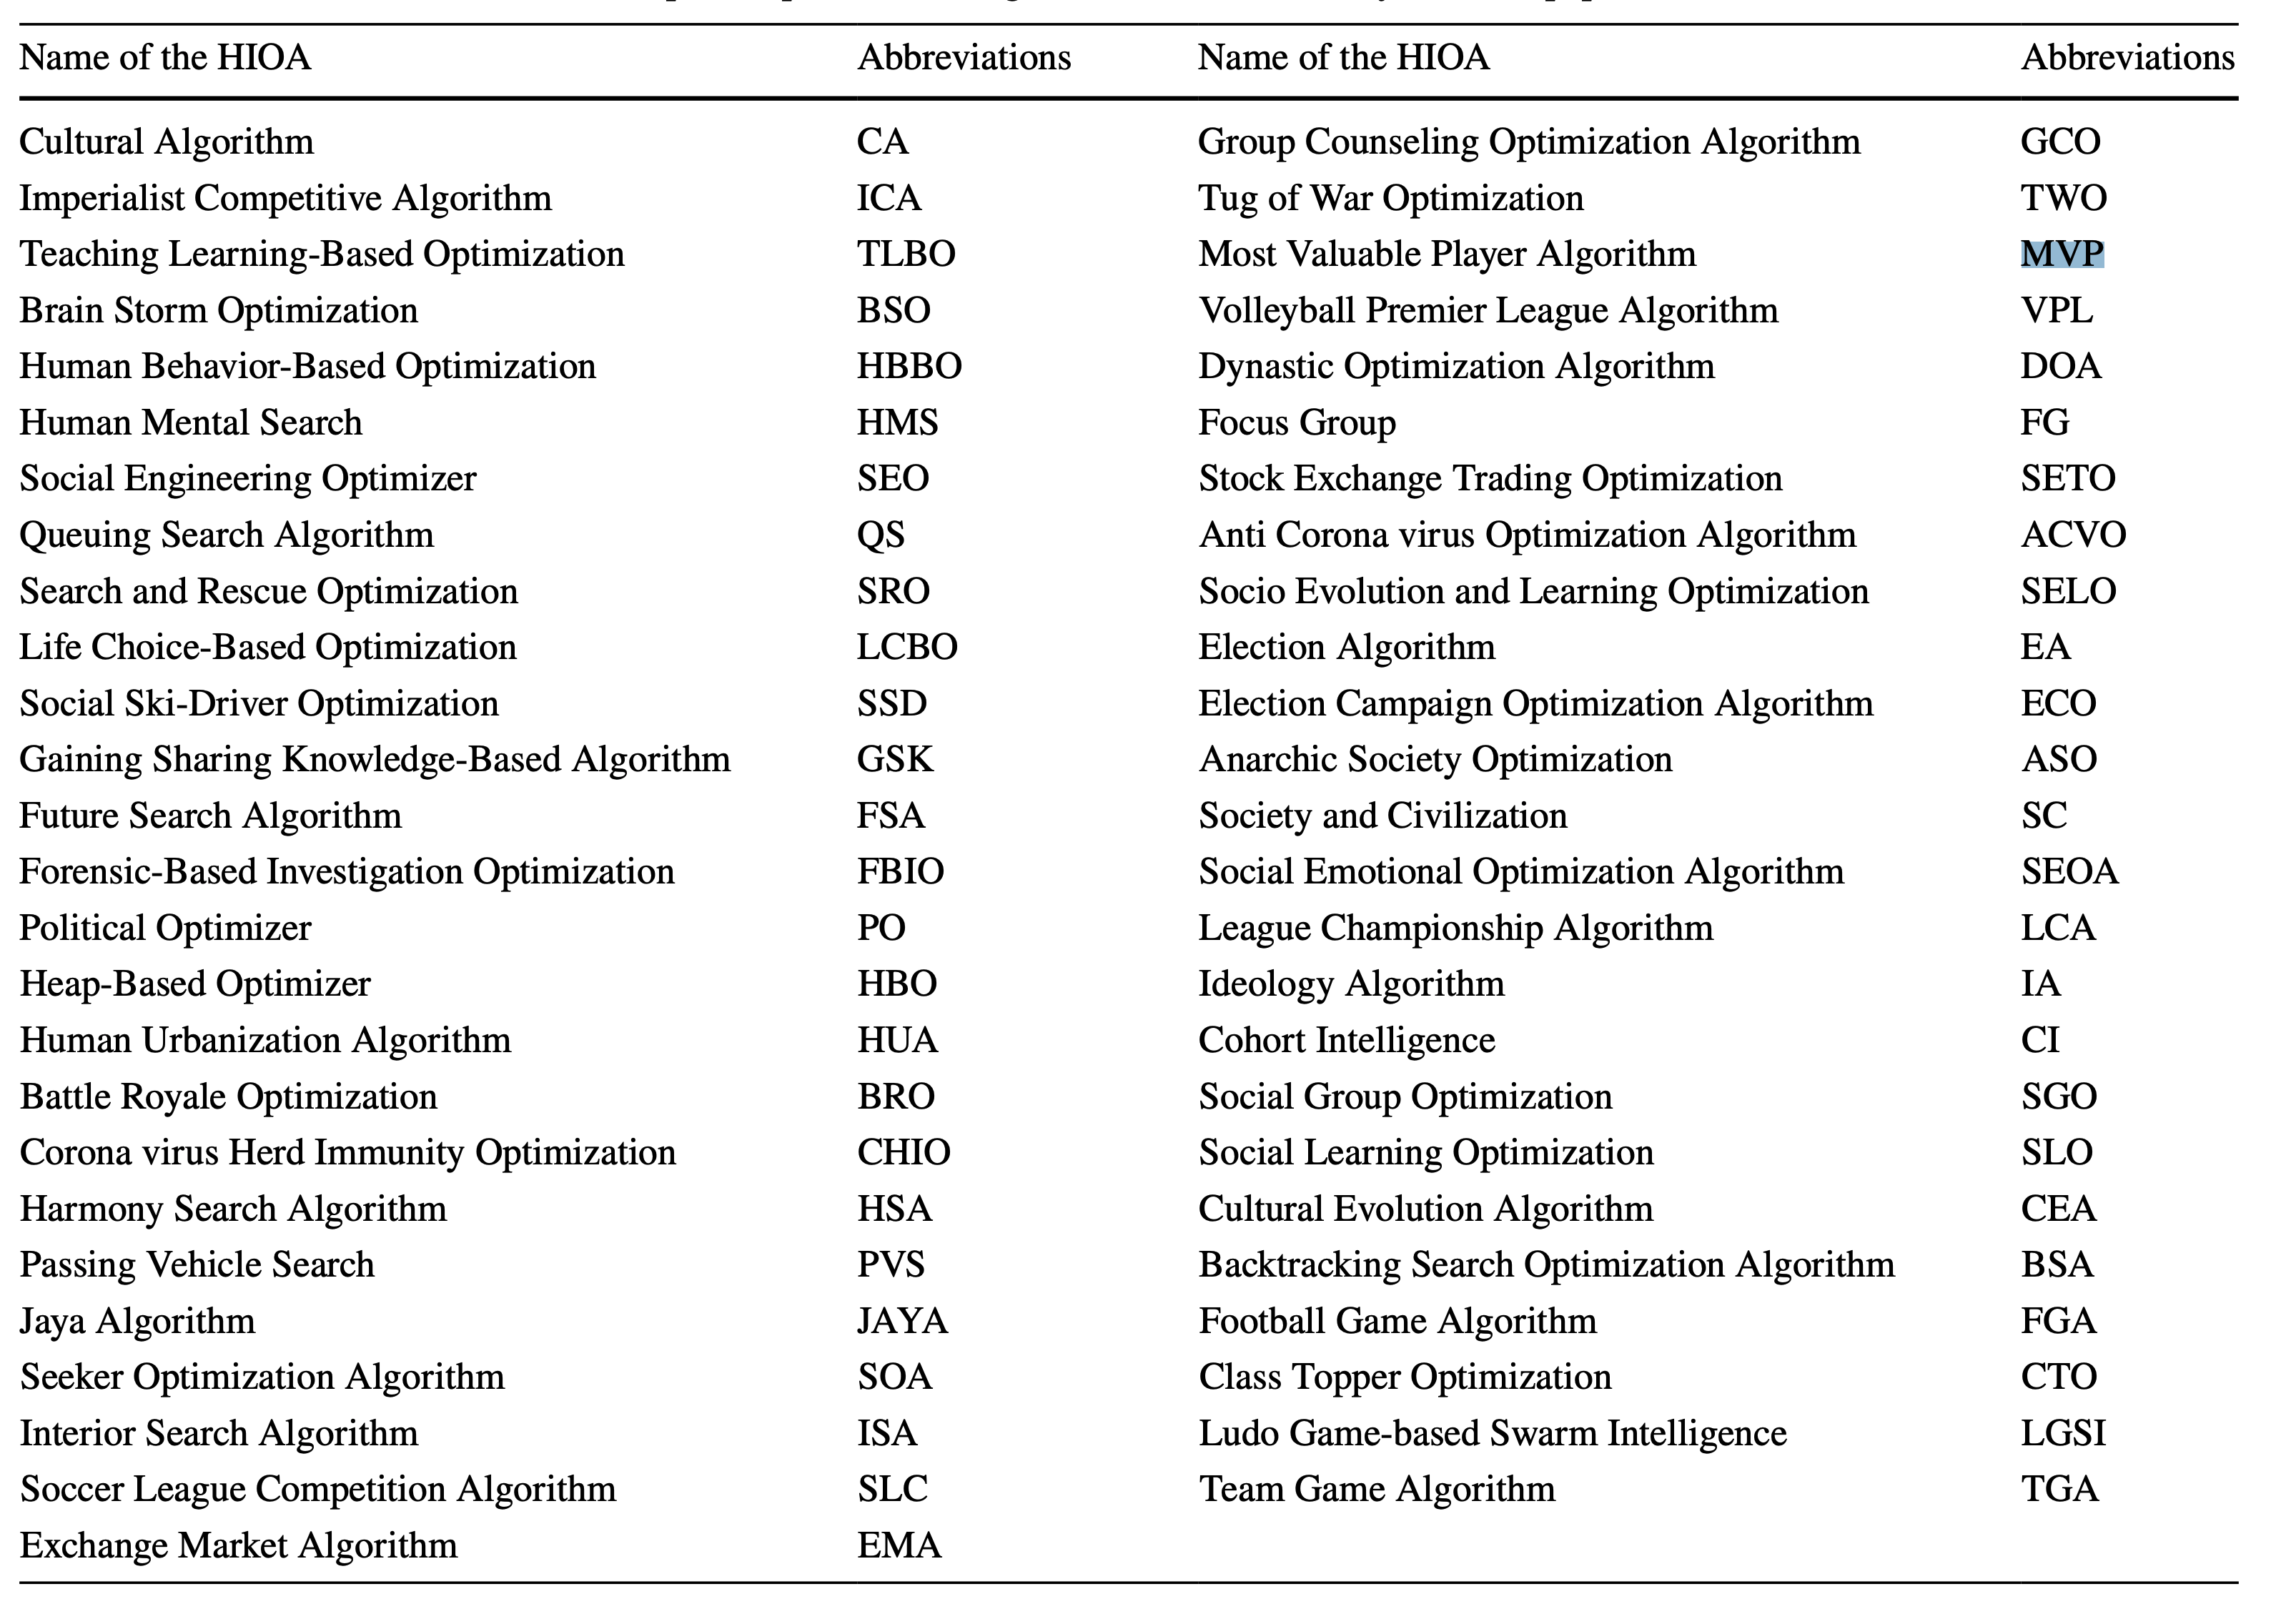 Name of the HIOA Abbreviations Name of the HIOA Abbreviations
Cultural Algorithm CA Group Counseling Optimization Algorithm GCO
Imperialist Competitive Algorithm ICA Tug of War Optimization TWO
Teaching Learning-Based Optimization TLBO Most Valuable Player Algorithm MVP
Brain Storm Optimization BSO Volleyball Premier League Algorithm VPL
Human Behavior-Based Optimization HBBO Dynastic Optimization Algorithm DOA
Human Mental Search HMS Focus Group FG
Social Engineering Optimizer SEO Stock Exchange Trading Optimization SETO
Queuing Search Algorithm QS Anti Corona virus Optimization Algorithm ACVO
Search and Rescue Optimization SRO Socio Evolution and Learning Optimization SELO
Life Choice-Based Optimization LCBO Election Algorithm EA
Social Ski-Driver Optimization SSD Election Campaign Optimization Algorithm ECO
Gaining Sharing Knowledge-Based Algorithm GSK Anarchic Society Optimization ASO
Future Search Algorithm FSA Society and Civilization SC
Forensic-Based Investigation Optimization FBIO Social Emotional Optimization Algorithm SEOA
Political Optimizer PO League Championship Algorithm LCA
Heap-Based Optimizer HBO Ideology Algorithm IA
Human Urbanization Algorithm HUA Cohort Intelligence CI
Battle Royale Optimization BRO Social Group Optimization SGO
Corona virus Herd Immunity Optimization CHIO Social Learning Optimization SLO
Harmony Search Algorithm HSA Cultural Evolution Algorithm CEA
Passing Vehicle Search PVS Backtracking Search Optimization Algorithm BSA
Jaya Algorithm JAYA Football Game Algorithm FGA
Seeker Optimization Algorithm SOA Class Topper Optimization CTO
Interior Search Algorithm ISA Ludo Game-based Swarm Intelligence LGSI
Soccer League Competition Algorithm SLC Team Game Algorithm TGA
Exchange Market Algorithm EMA